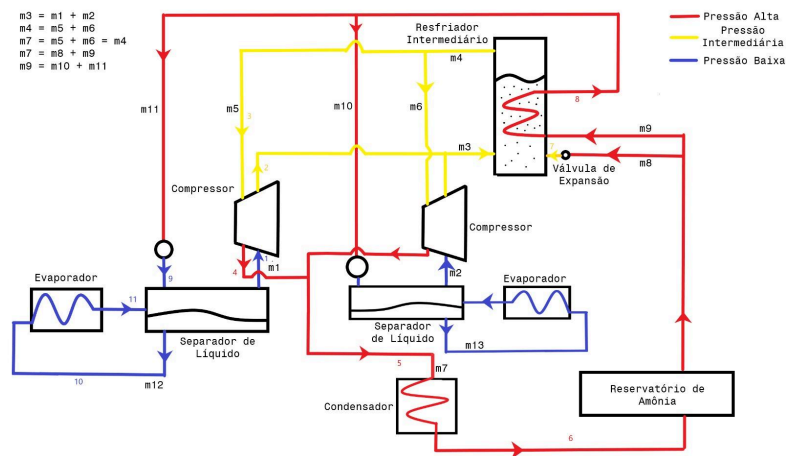 m3 = m1 + m2
m4 = m5 + m6
m7 = m5 + m6 = m4
m7 = m8 + m9
m9 = m10 + m11
Resfriador
Intermediário
Pressão Alta
Pressão
Intermediária
Pressão Baixa
m4
m11
m5
3
m10
m6
8
m9
m3
7
m8
2
Válvula de
Expansão
Compressor
Compressor
1
m1
4
m2
9
Evaporador
11
Evaporador
Separador de
Líquido
Separador
de Líquido
m13
10
m12
5
m7
Condensador
Reservatório de
Amônia
6